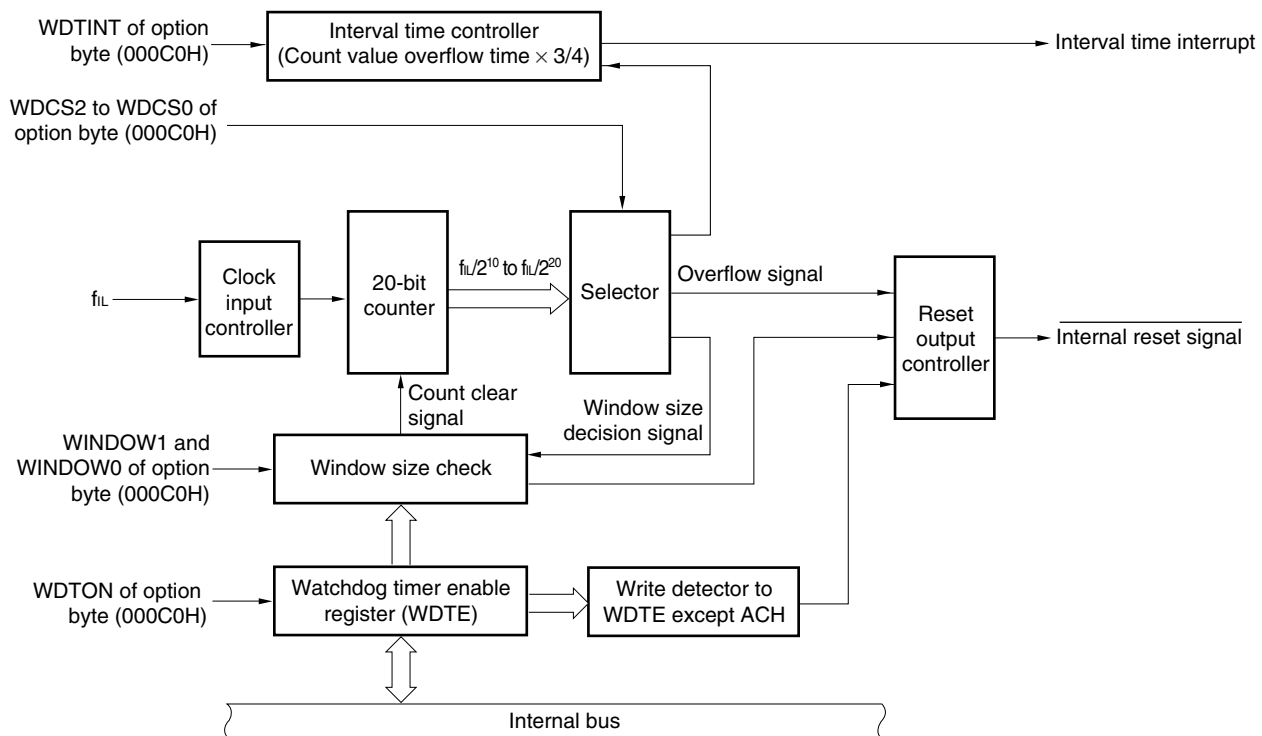 WDTINT of option
byte (000C0H)
Interval time controller
(Count value overflow time × 3/4)
Interval time interrupt
WDCS2 to WDCS0 of
option byte (000C0H)
fIL
Clock
input
controller
20-bit
counter
fIL/2^10 to fIL/2^20
Selector
Overflow signal
Reset
output
controller
Internal reset signal
Count clear
signal
Window size
decision signal
WINDOW1 and
WINDOW0 of option
byte (000C0H)
Window size check
WDTON of option
byte (000C0H)
Watchdog timer enable
register (WDTE)
Write detector to
WDTE except ACH
Internal bus